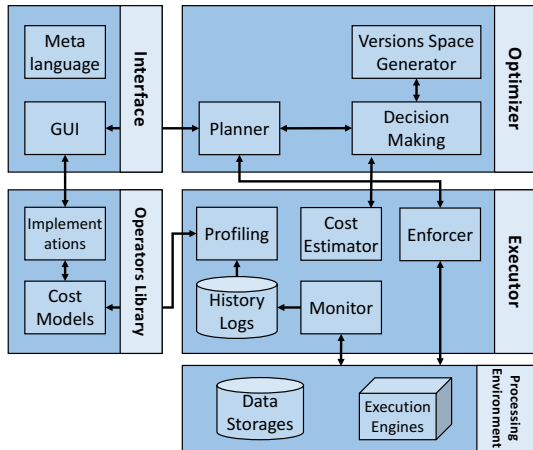 Meta
language
GUI
Interface
Versions Space
Generator
Planner
Decision
Making
Optimizer
Implement
ations
Cost
Models
Operators Library
Profiling
Cost
Estimator
Enforcer
History
Logs
Monitor
Executor
Data
Storages
Execution
Engines
Processing
Environment